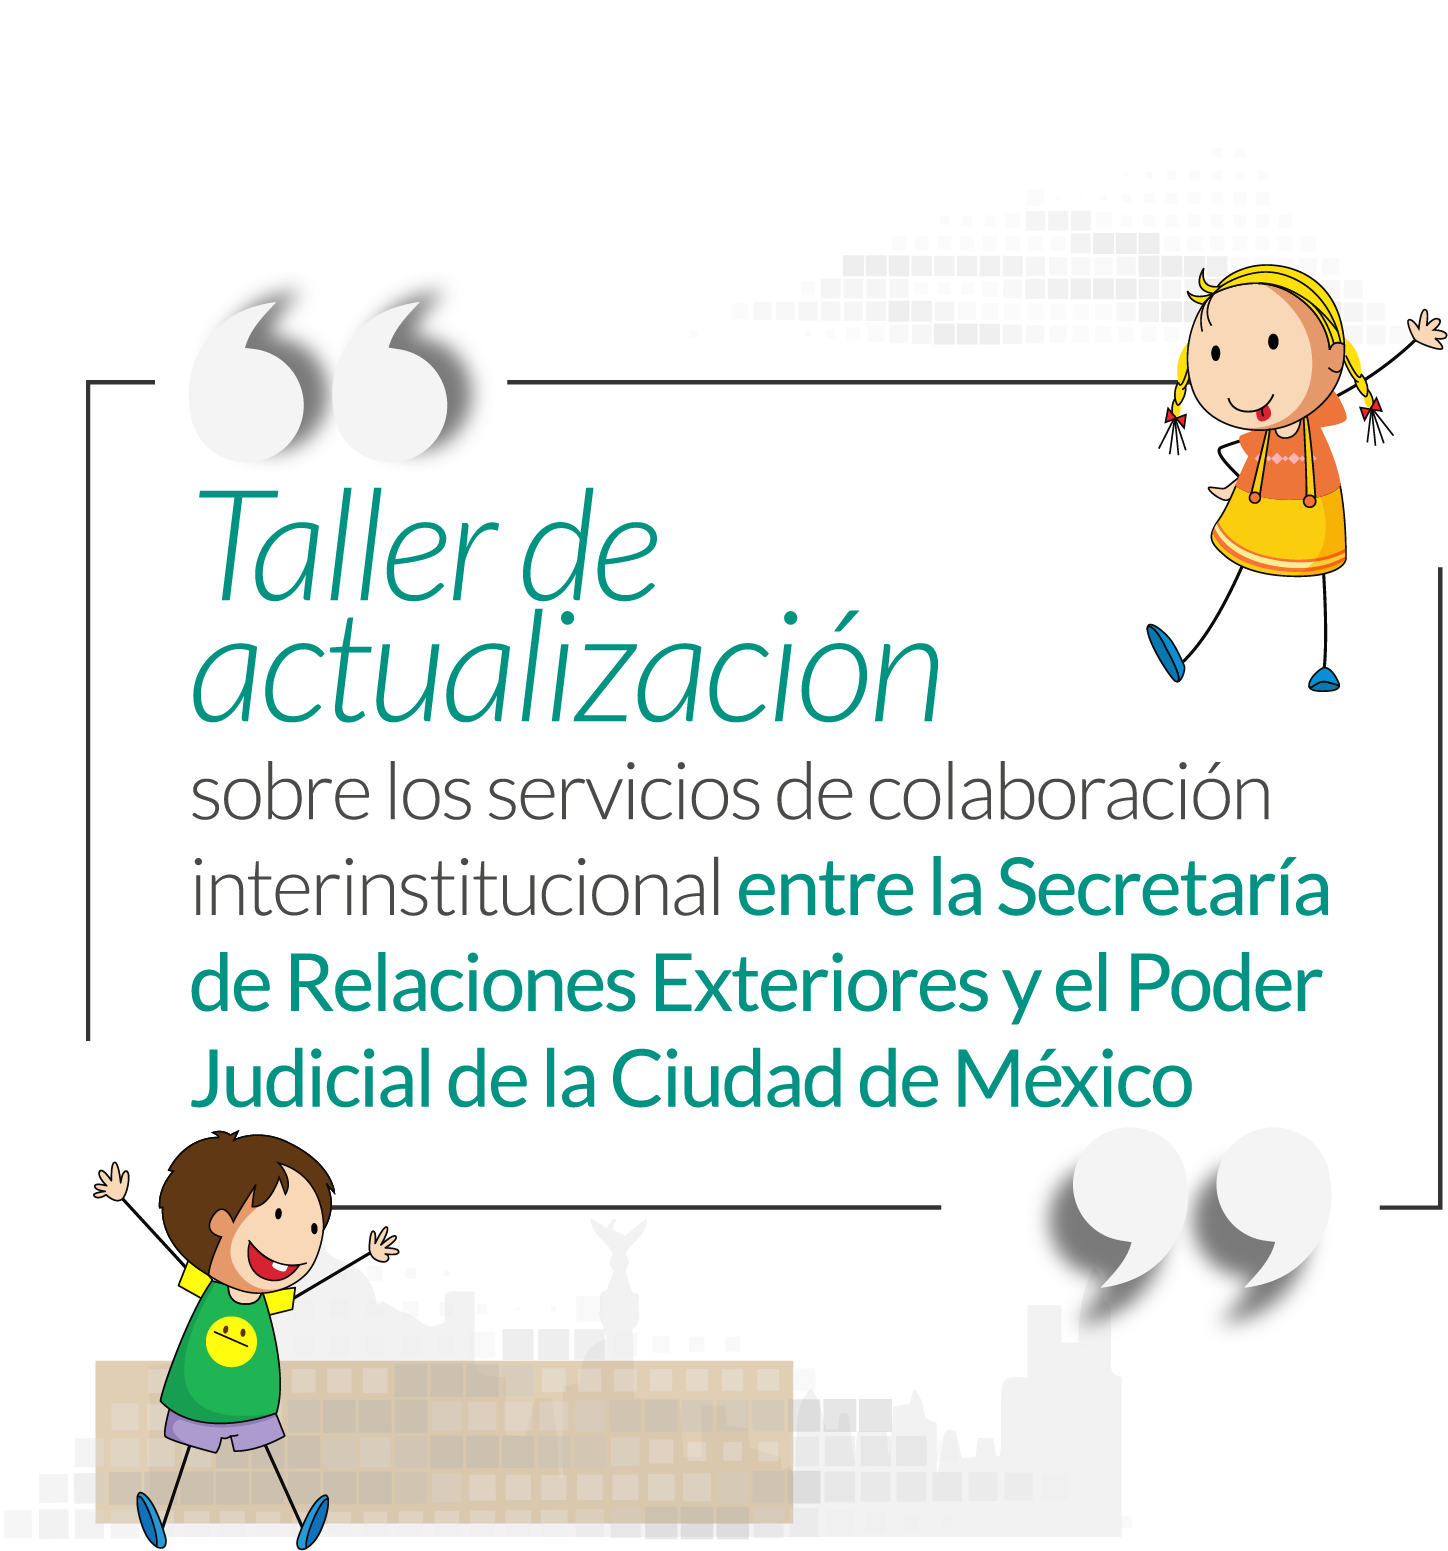 Taller de
actualización
sobre los servicios de colaboración
interinstitucional entre la Secretaría
de Relaciones Exteriores y el Poder
Judicial de la Ciudad de México